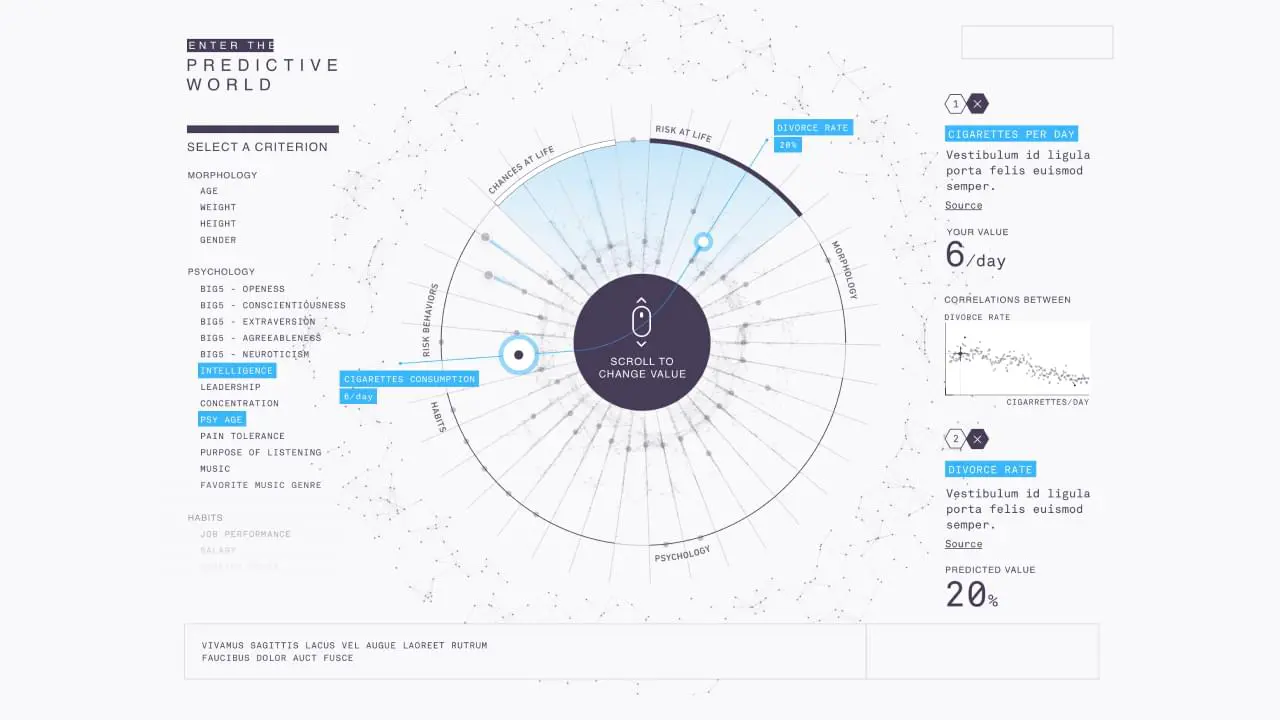 ENTER THE
PREDICTIVE
WORLD
SELECT A CRITERION
MORPHOLOGY
AGE
WEIGHT
HEIGHT
GENDER
PSYCHOLOGY
BIG5 - OPENESS
BIG5 - CONSCIENTIOUSNESS
BIG5 - EXTRAVERSION
BIG5 - AGREEABLENESS
BIG5 - NEUROTICISM
INTELLIGENCE
LEADERSHIP
CONCENTRATION
PSY AGE
PAIN TOLERANCE
PURPOSE OF LISTENING
MUSIC
FAVORITE MUSIC GENRE
HABITS
JOB PERFORMANCE
SALARY
CHANCES AT LIFE
RISK AT LIFE
DIVORCE RATE
20%
MORPHOLOGY
RISK BEHAVIORS
CIGARETTES CONSUMPTION
6/day
HABITS
PSYCHOLOGY
SCROLL TO
CHANGE VALUE
1
CIGARETTES PER DAY
Vestibulum id ligula
porta felis euismod
semper.
Source
YOUR VALUE
6/day
CORRELATIONS BETWEEN
DIVORCE RATE
CIGARRETTES/DAY
2
DIVORCE RATE
Vestibulum id ligula
porta felis euismod
semper.
Source
PREDICTED VALUE
20%
VIVAMUS SAGITTIS LACUS VEL AUGUE LAOREET RUTRUM
FAUCIBUS DOLOR AUCT FUSCE